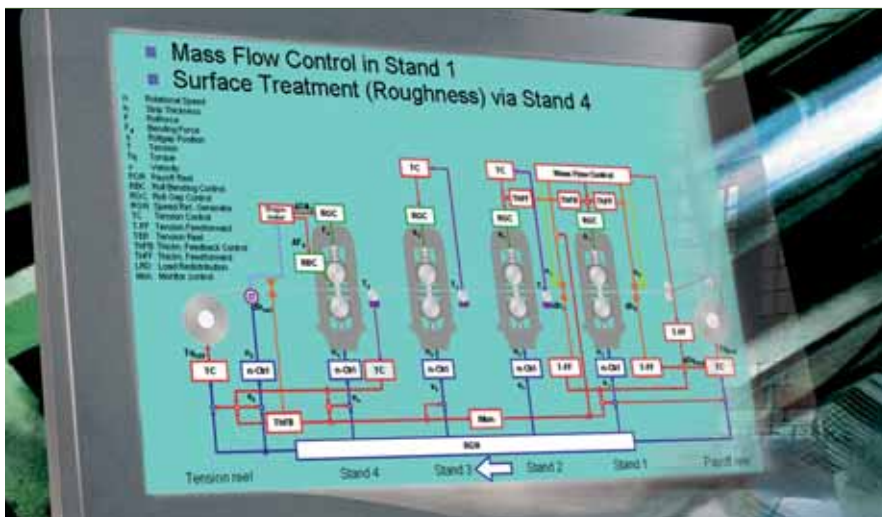 Mass Flow Control in Stand 1
Surface Treatment (Roughness) via Stand 4
n Rotational Speed
Strip Thickness
F Rollforce
Bending Force
s Rollgap Position
T Tension
Tq Torque
v Velocity
POR Payoff Reel
RBC Roll Bending Control
RGC Roll Gap Control
RGN Speed Ref. Generator
TC Tension Control
T-FF Tension Feedforward
TER Tension Reel
ThFB Thickn. Feedback Control
ThFF Thickn. Feedforward
LRD Load Redistribution
Mon. Monitor control
TC
TC
Mass Flow Control
ThFF
ThFB
ThFF
RGC
RGC
RGC
RGC
RBC
T-FF
TC
n-Ctrl
n-Ctrl
TC
n-Ctrl
n-Ctrl
T-FF
n-Ctrl
T-FF
TC
ThFB
Mon.
Tension reel
Stand 4
Stand 3
Stand 2
Stand 1
Payoff reel